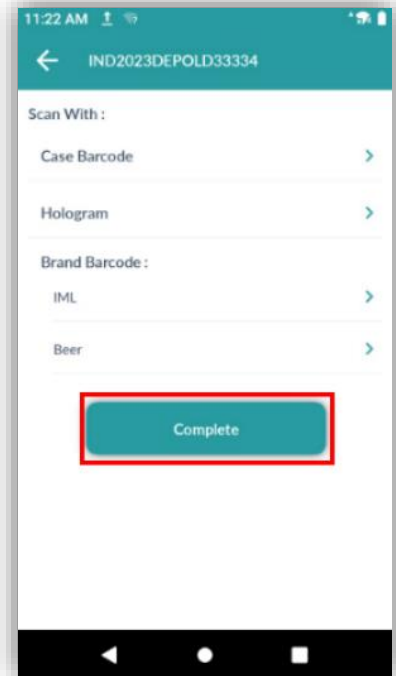 11:22 AM
IND2023DEPOLD33334
Scan With :
Case Barcode
Hologram
Brand Barcode :
IML
Beer
Complete